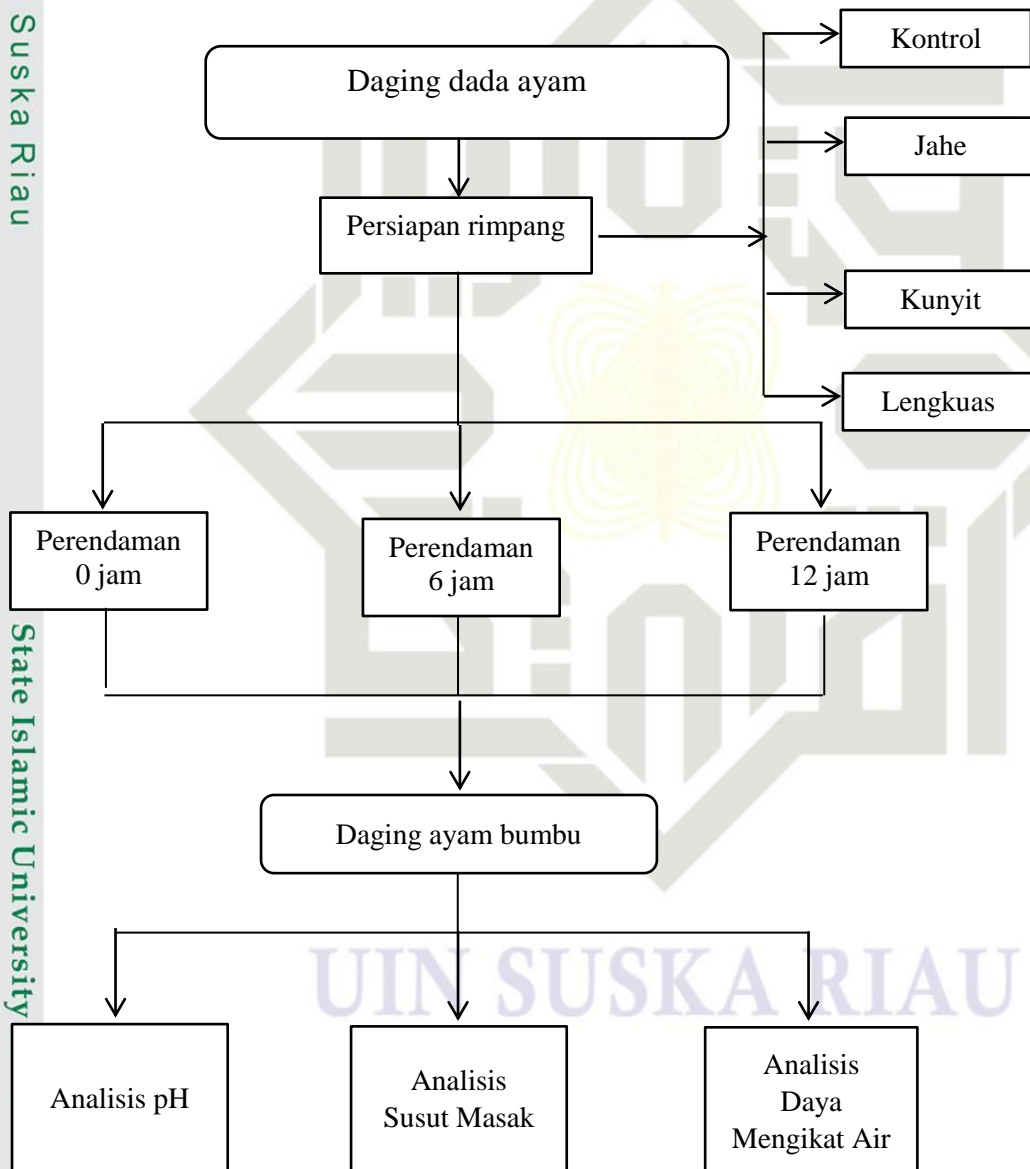 Suska Riau
State Islamic University
Daging dada ayam
Kontrol
Jahe
Persiapan rimpang
Kunyit
Lengkuas
Perendaman
0 jam
Perendaman
6 jam
Perendaman
12 jam
Daging ayam bumbu
UIN SUSKA RIAU
Analisis pH
Analisis
Susut Masak
Analisis
Daya
Mengikat Air